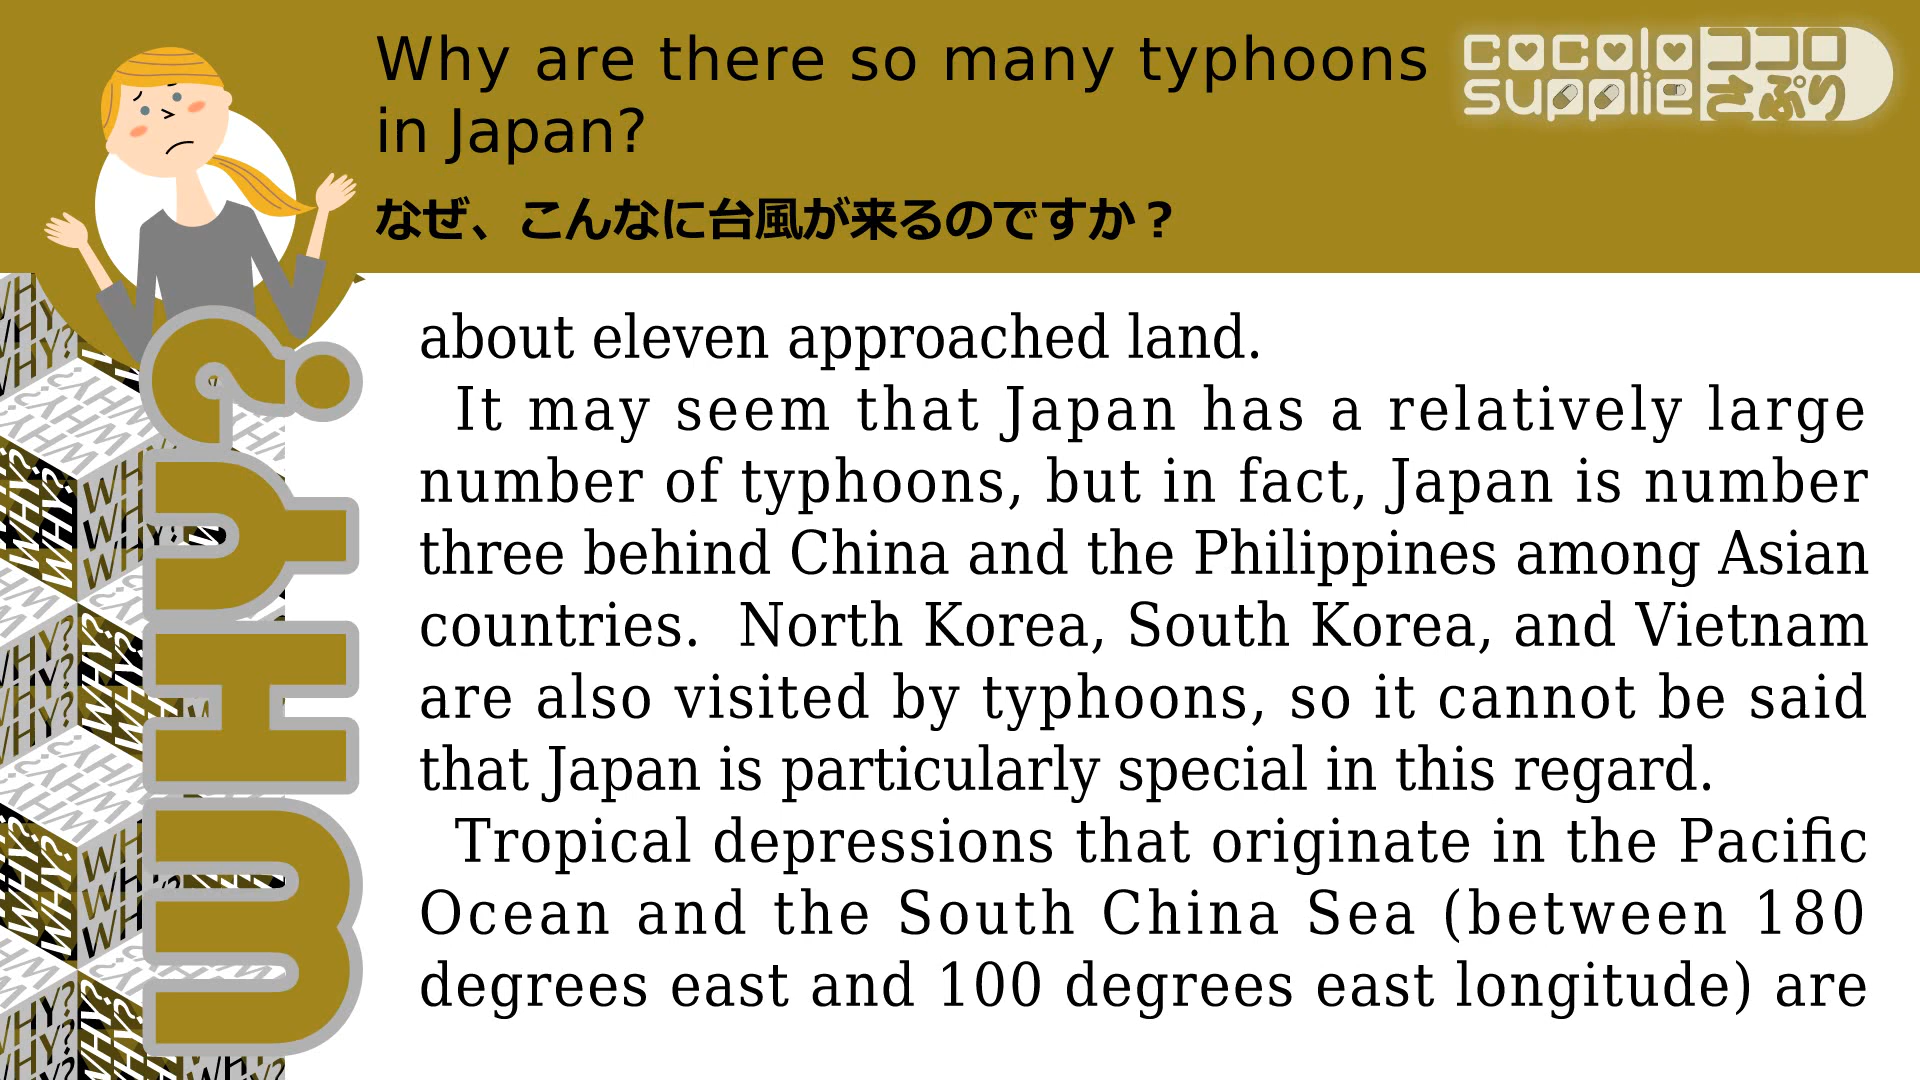 Why are there so many typhoons
in Japan?
なぜ、こんなに台風が来るのですか？
cocolo
supplie
ココロ
さぷり
WHY?
about eleven approached land.
It may seem that Japan has a relatively large
number of typhoons, but in fact, Japan is number
three behind China and the Philippines among Asian
countries.  North Korea, South Korea, and Vietnam
are also visited by typhoons, so it cannot be said
that Japan is particularly special in this regard.
Tropical depressions that originate in the Pacific
Ocean and the South China Sea (between 180
degrees east and 100 degrees east longitude) are